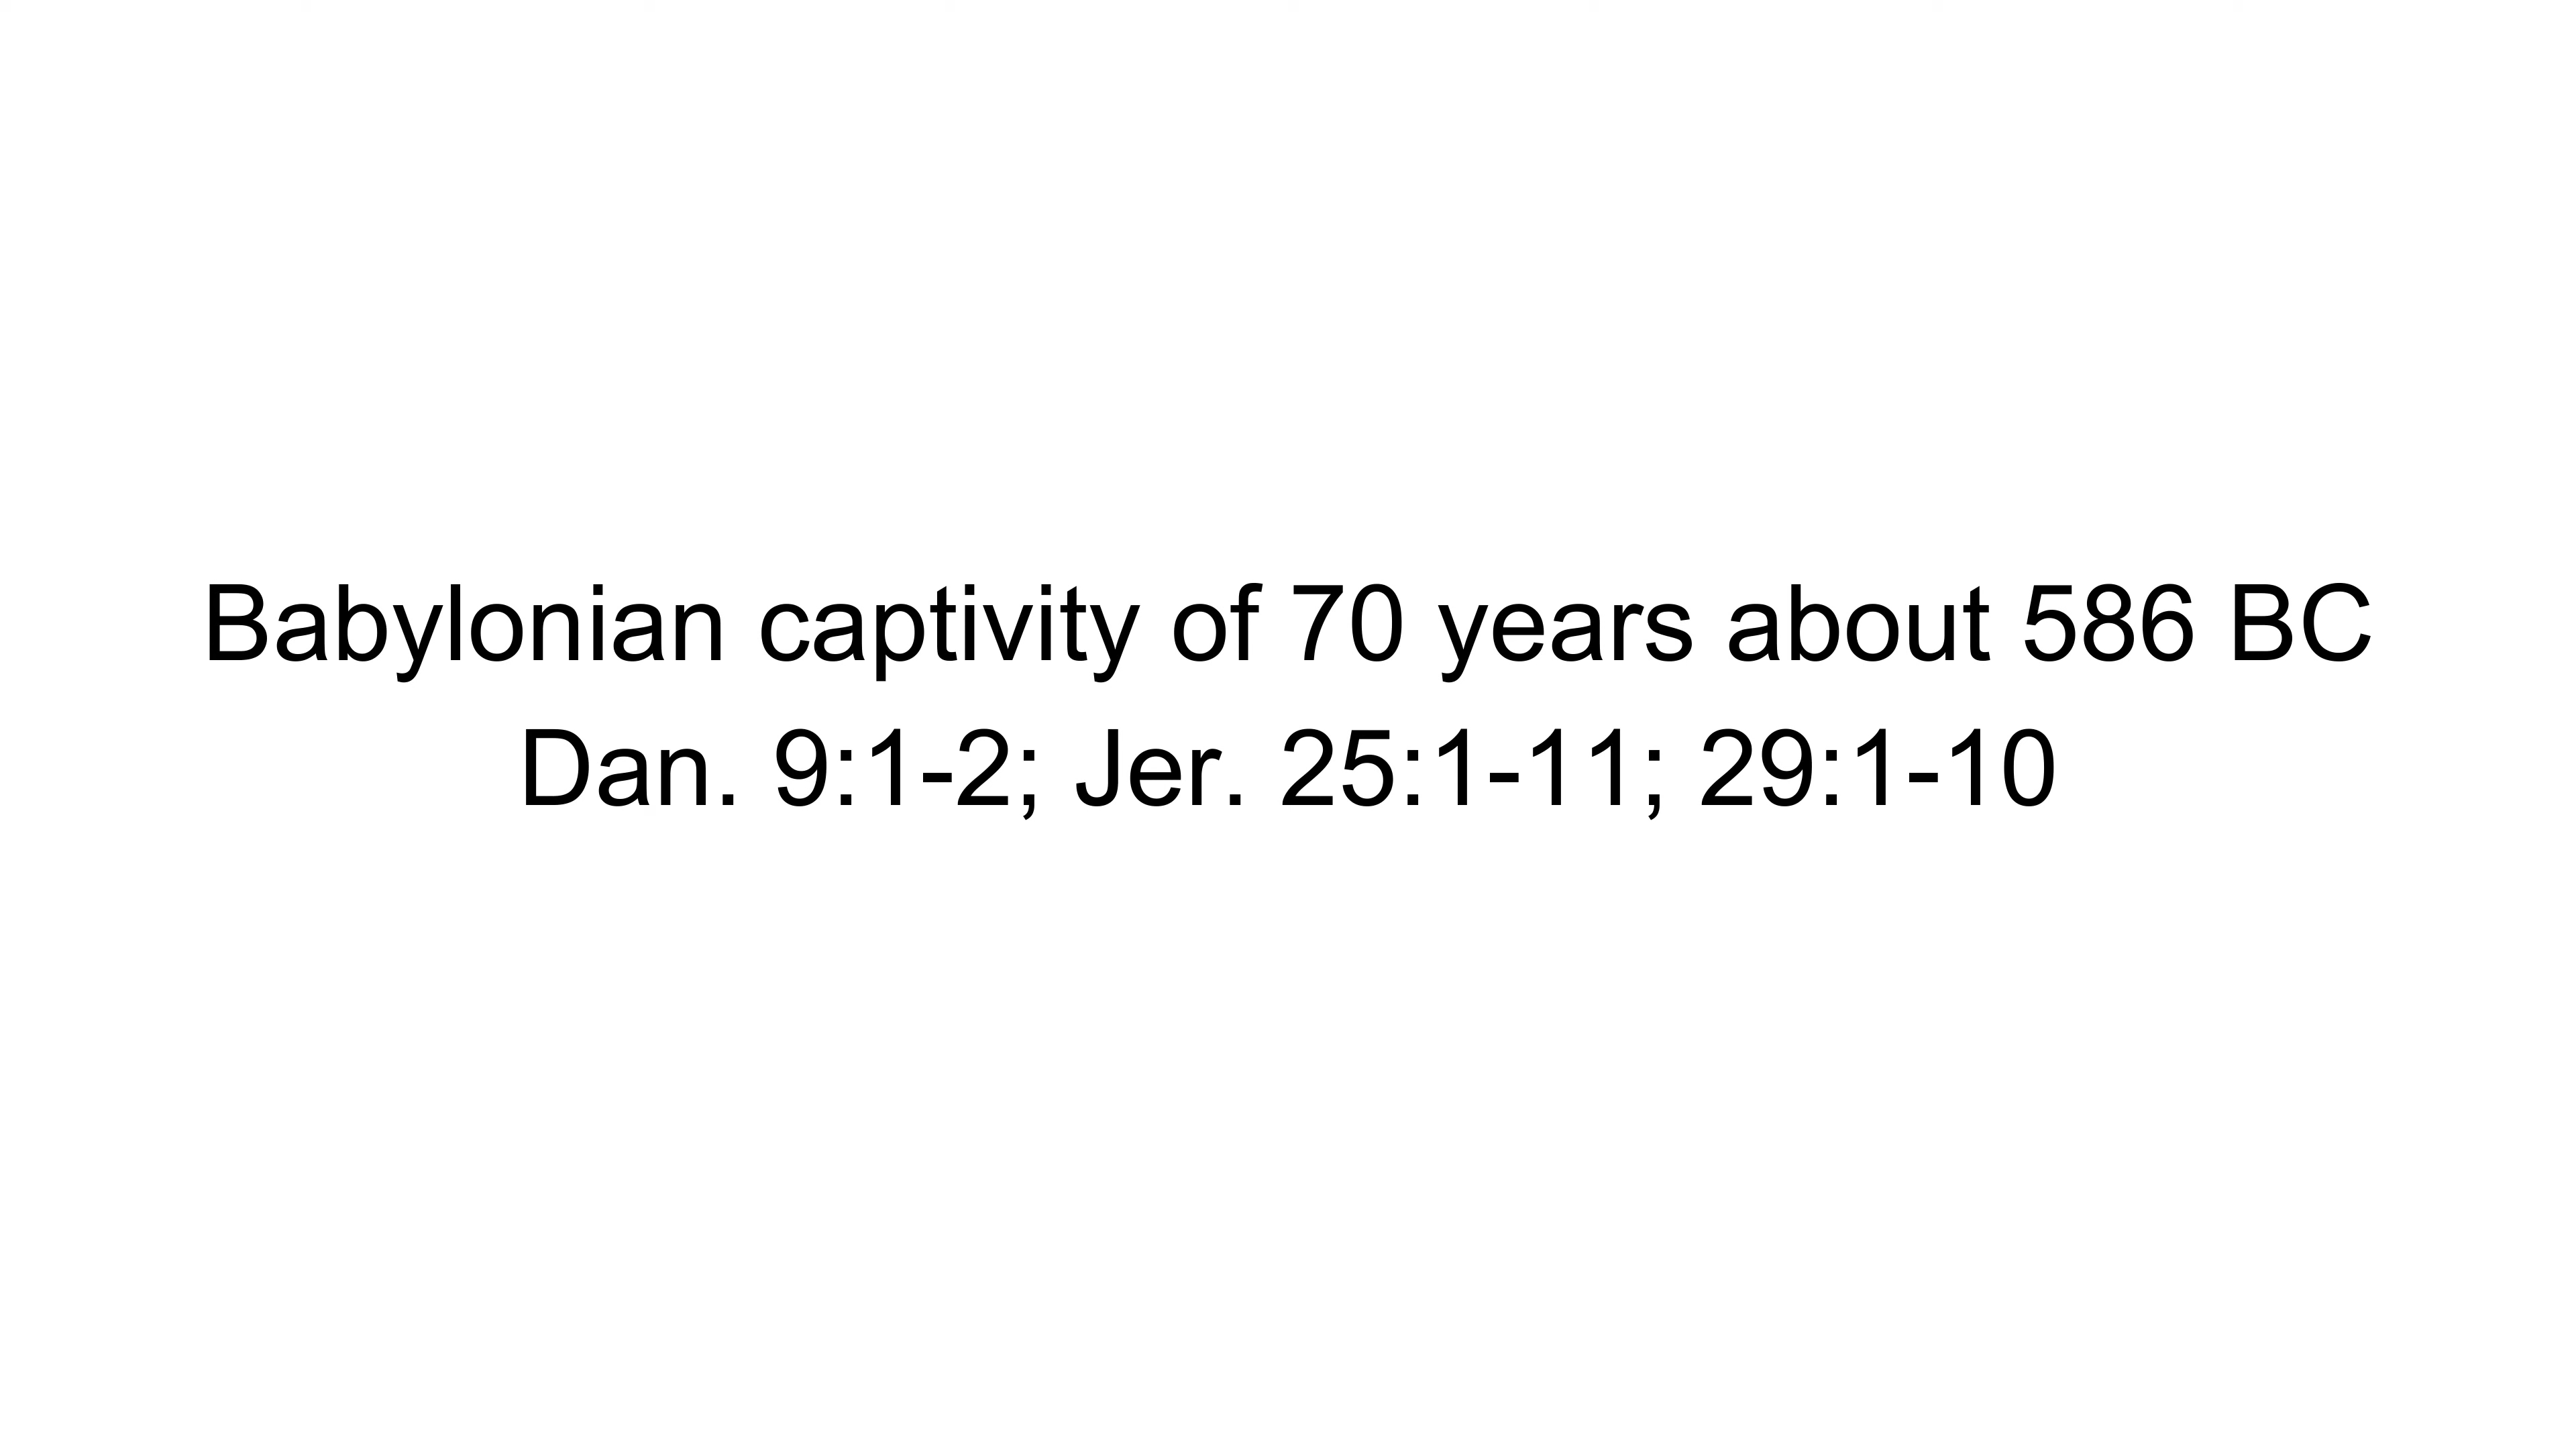 Babylonian captivity of 70 years about 586 BC
Dan. 9:1-2; Jer. 25:1-11; 29:1-10